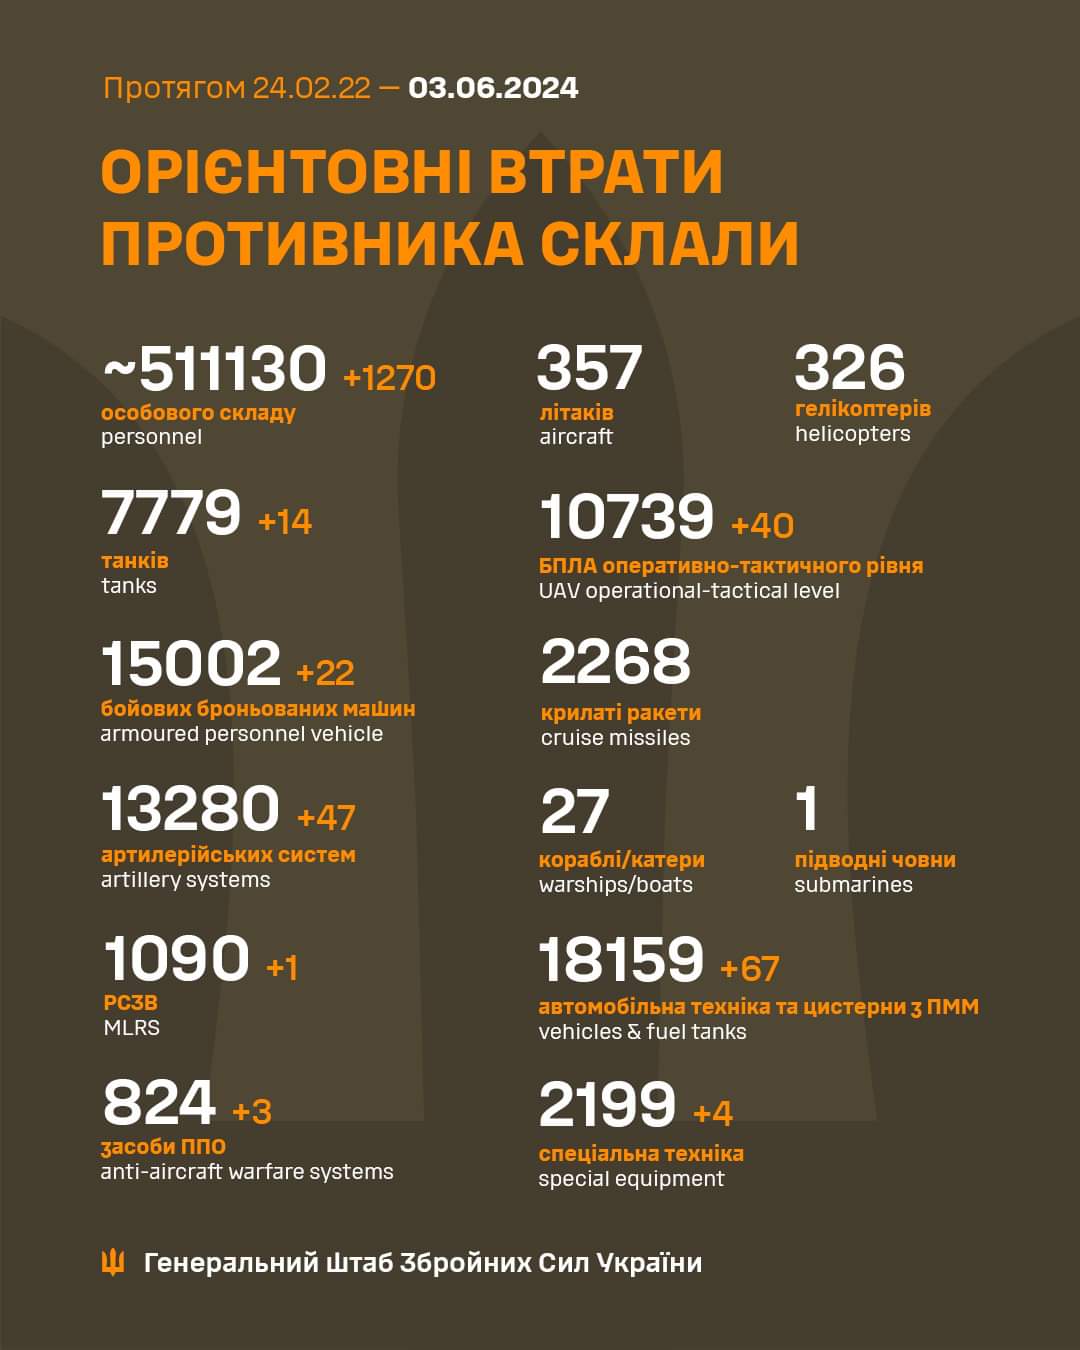 Протягом 24.02.22 — 03.06.2024
ОРІЄНТОВНІ ВТРАТИ
ПРОТИВНИКА СКЛАЛИ
~511130 +1270
особового складу
personnel
357
літаків
aircraft
326
гелікоптерів
helicopters
7779 +14
танків
tanks
10739 +40
БПЛА оперативно-тактичного рівня
UAV operational-tactical level
15002 +22
бойових броньованих машин
armoured personnel vehicle
2268
крилаті ракети
cruise missiles
13280 +47
артилерійських систем
artillery systems
27
кораблі/катери
warships/boats
1
підводні човни
submarines
1090 +1
РСЗВ
MLRS
18159 +67
автомобільна техніка та цистерни з ПММ
vehicles & fuel tanks
824 +3
засоби ППО
anti-aircraft warfare systems
2199 +4
спеціальна техніка
special equipment
Генеральний Штаб Збройних Сил України